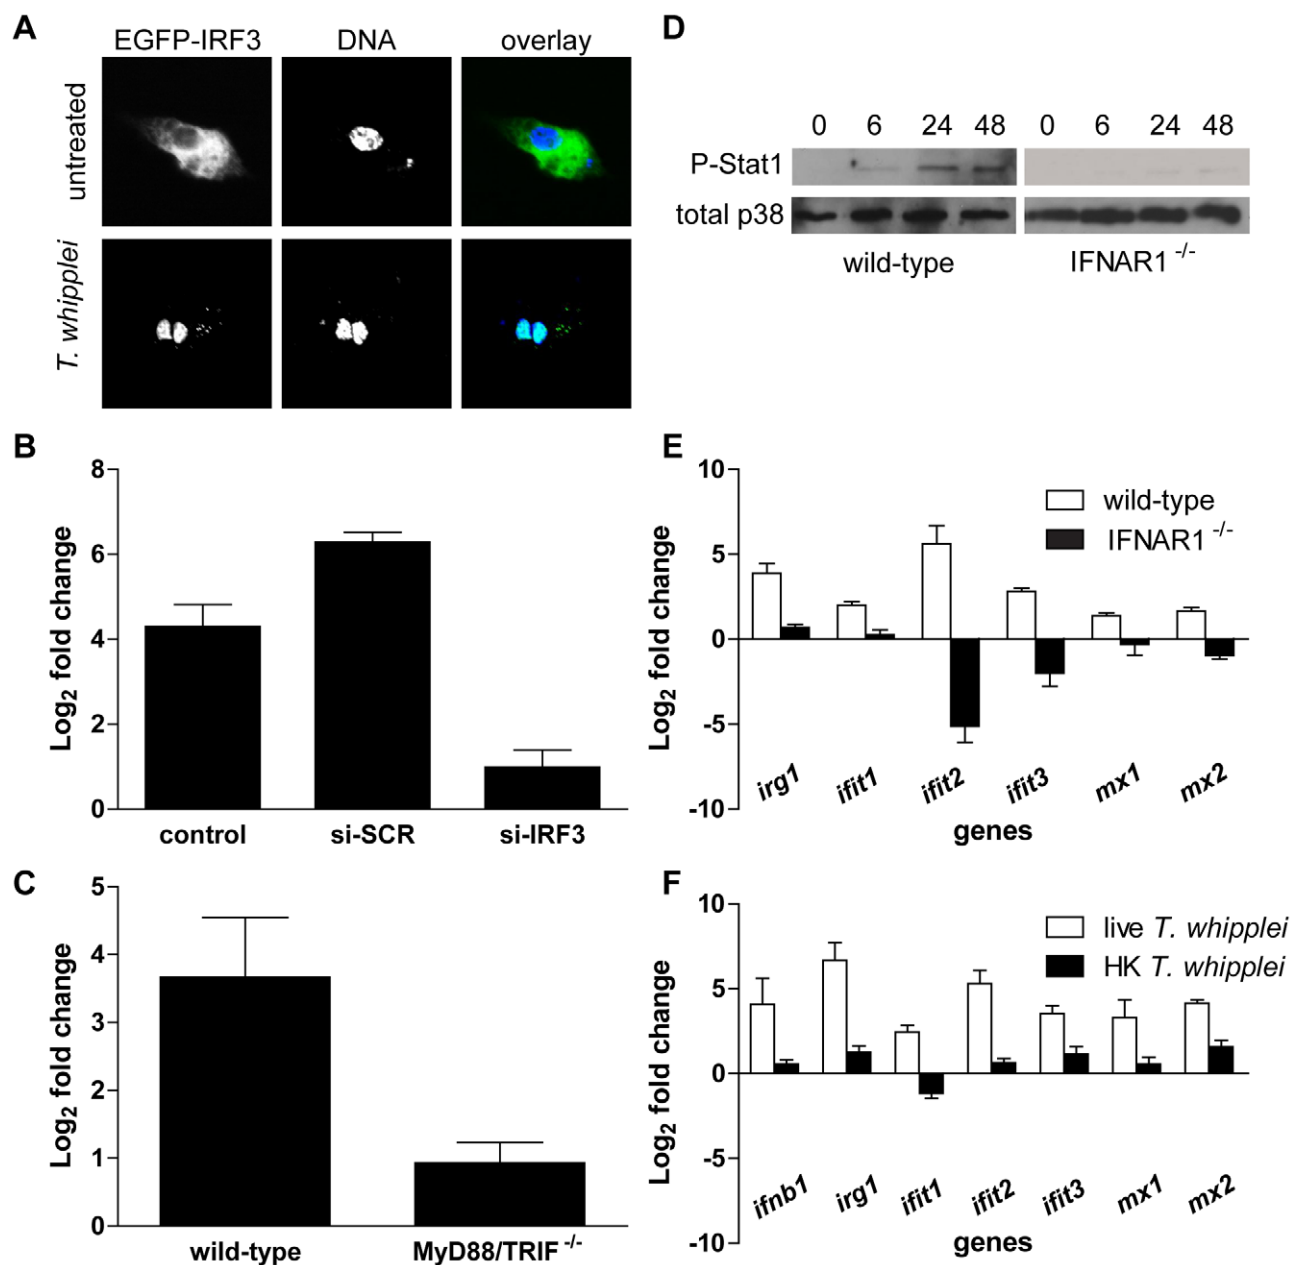 A
EGFP-IRF3 DNA overlay
untreated
T. whipplei
B
Log2 fold change
8
6
4
2
0
control si-SCR si-IRF3
C
Log2 fold change
5
4
3
2
1
0
wild-type MyD88/TRIF -/-
D
0 6 24 48 0 6 24 48
P-Stat1
total p38
wild-type IFNAR1 -/-
E
Log2 fold change
10
5
0
-5
-10
wild-type
IFNAR1 -/-
irg1 ifit1 ifit2 ifit3 mx1 mx2
genes
F
Log2 fold change
10
5
0
-5
-10
live T. whipplei
HK T. whipplei
ifnb1 irg1 ifit1 ifit2 ifit3 mx1 mx2
genes